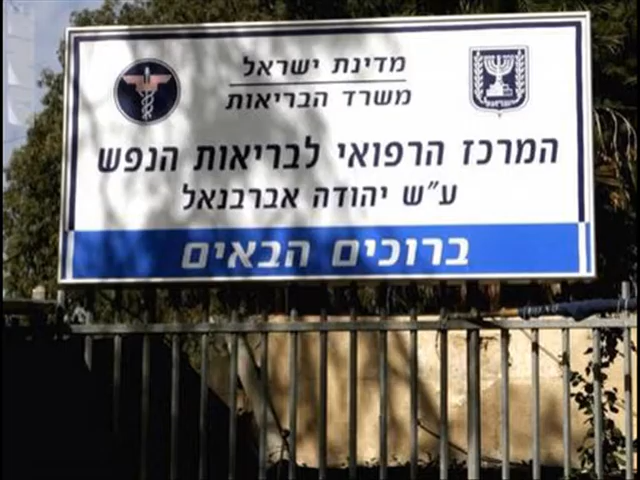 מדינת ישראל
משרד הבריאות
המרכז הרפואי לבריאות הנפש
ע"ש יהודה אברבנאל
ברוכים הבאים